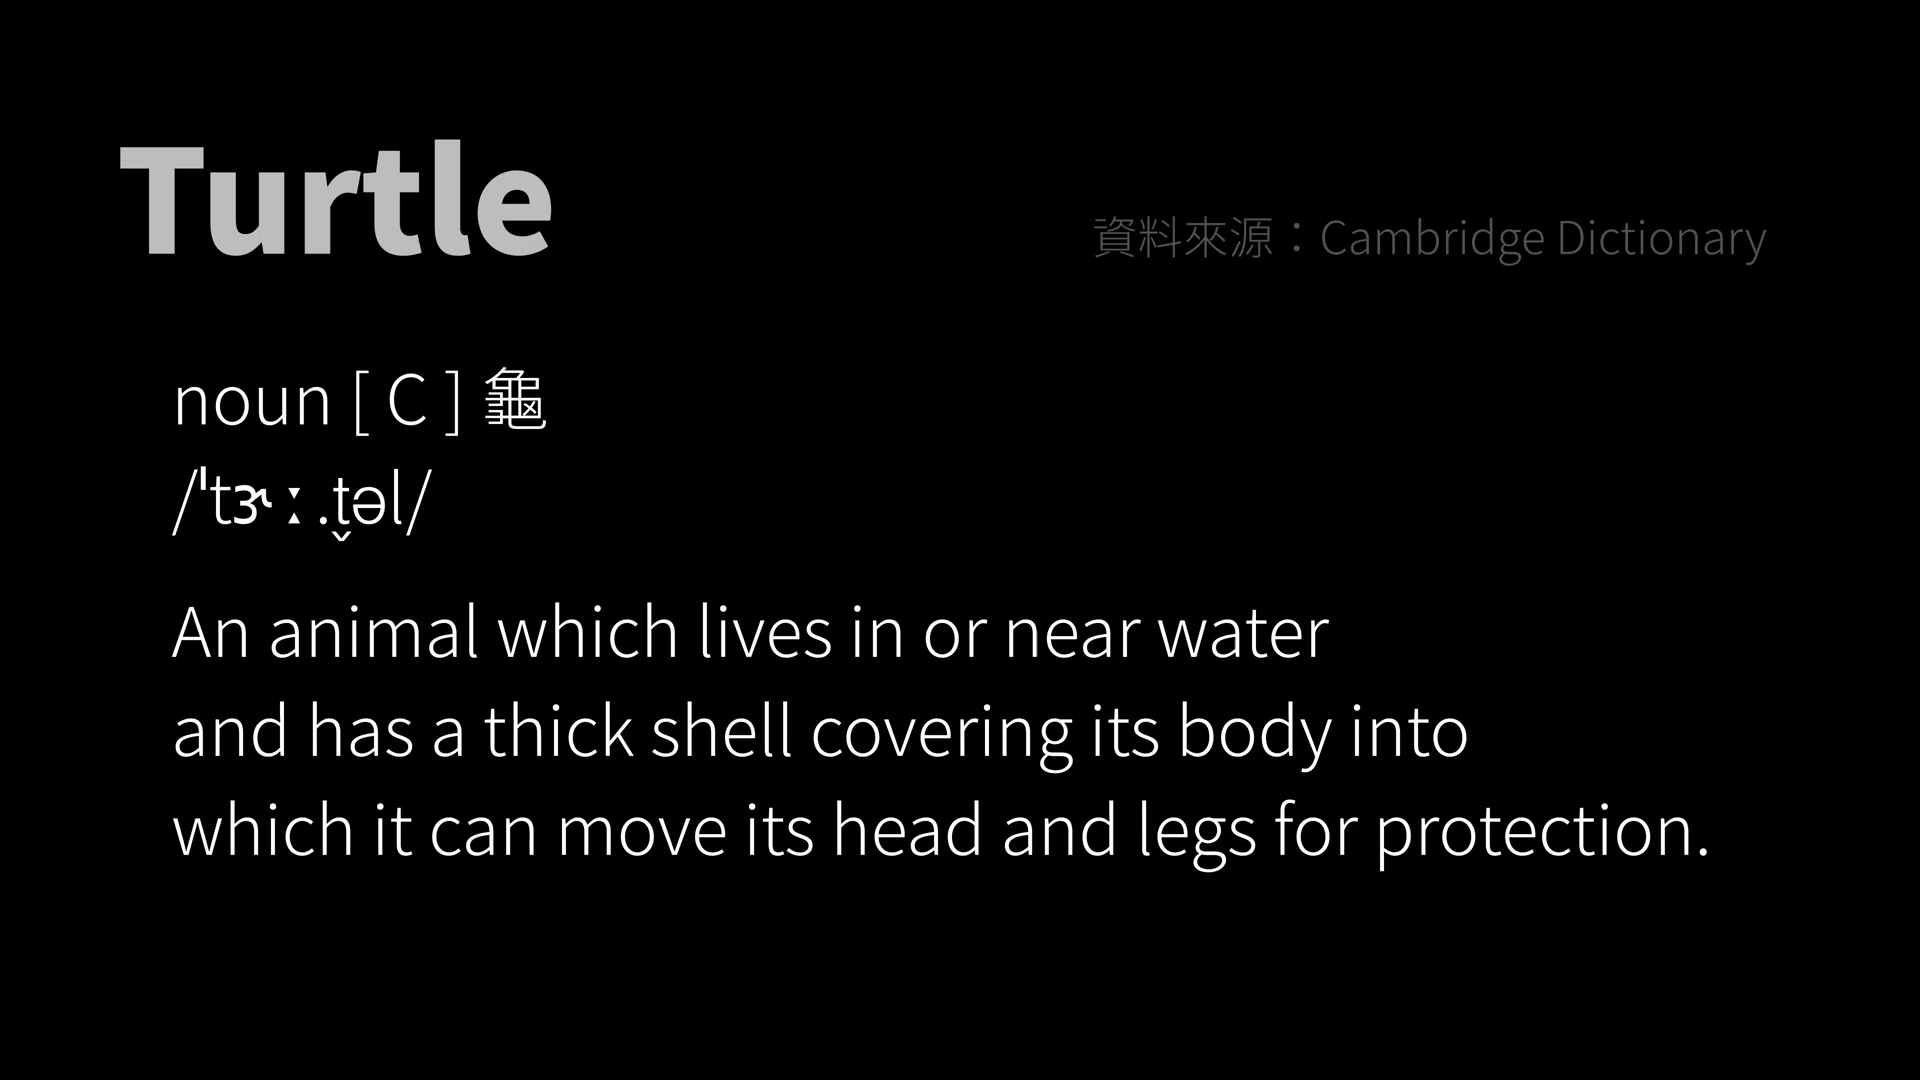 Turtle
資料來源：Cambridge Dictionary
noun [ C ] 龜
/ˈtɝː.t̬əl/
An animal which lives in or near water
and has a thick shell covering its body into
which it can move its head and legs for protection.